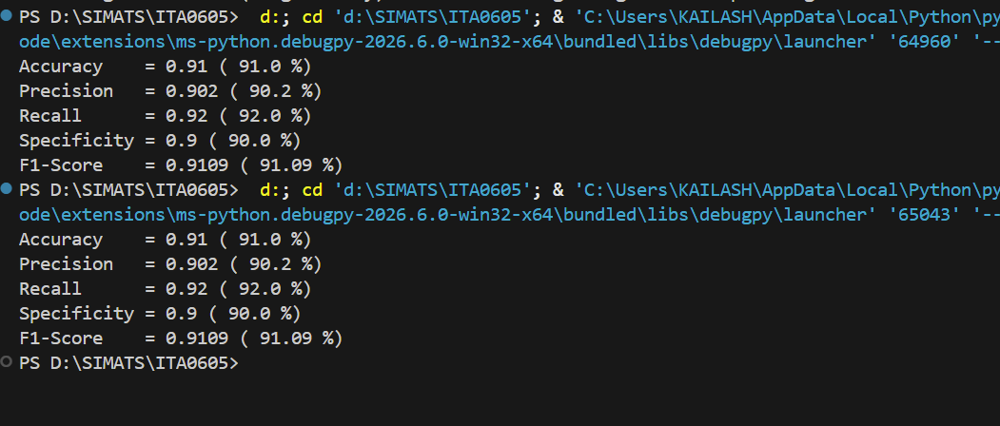 PS D:\SIMATS\ITA0605>  d:; cd 'd:\SIMATS\ITA0605'; & 'C:\Users\KAILASH\AppData\Local\Python\py
ode\extensions\ms-python.debugpy-2026.6.0-win32-x64\bundled\libs\debugpy\launcher' '64960' '--
Accuracy    = 0.91 ( 91.0 %)
Precision   = 0.902 ( 90.2 %)
Recall      = 0.92 ( 92.0 %)
Specificity = 0.9 ( 90.0 %)
F1-Score    = 0.9109 ( 91.09 %)
PS D:\SIMATS\ITA0605>  d:; cd 'd:\SIMATS\ITA0605'; & 'C:\Users\KAILASH\AppData\Local\Python\py
ode\extensions\ms-python.debugpy-2026.6.0-win32-x64\bundled\libs\debugpy\launcher' '65043' '--
Accuracy    = 0.91 ( 91.0 %)
Precision   = 0.902 ( 90.2 %)
Recall      = 0.92 ( 92.0 %)
Specificity = 0.9 ( 90.0 %)
F1-Score    = 0.9109 ( 91.09 %)
PS D:\SIMATS\ITA0605>